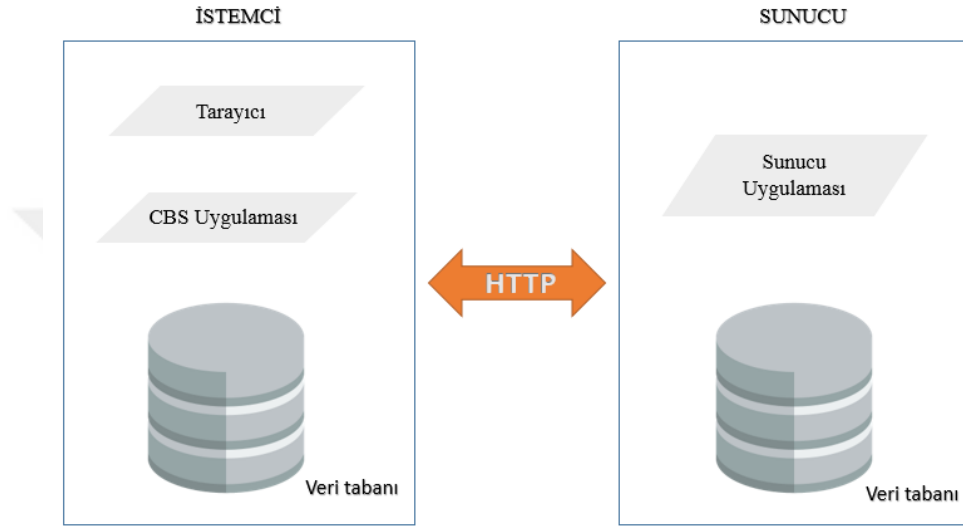 İSTEMCİ
Tarayıcı
CBS Uygulaması
Veri tabanı
HTTP
SUNUCU
Sunucu
Uygulaması
Veri tabanı